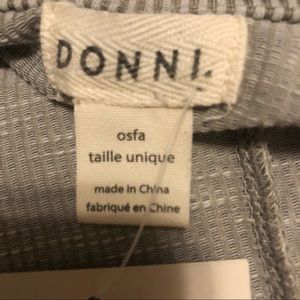 DONNI.
osfa
taille unique
made in China
fabriqué en Chine